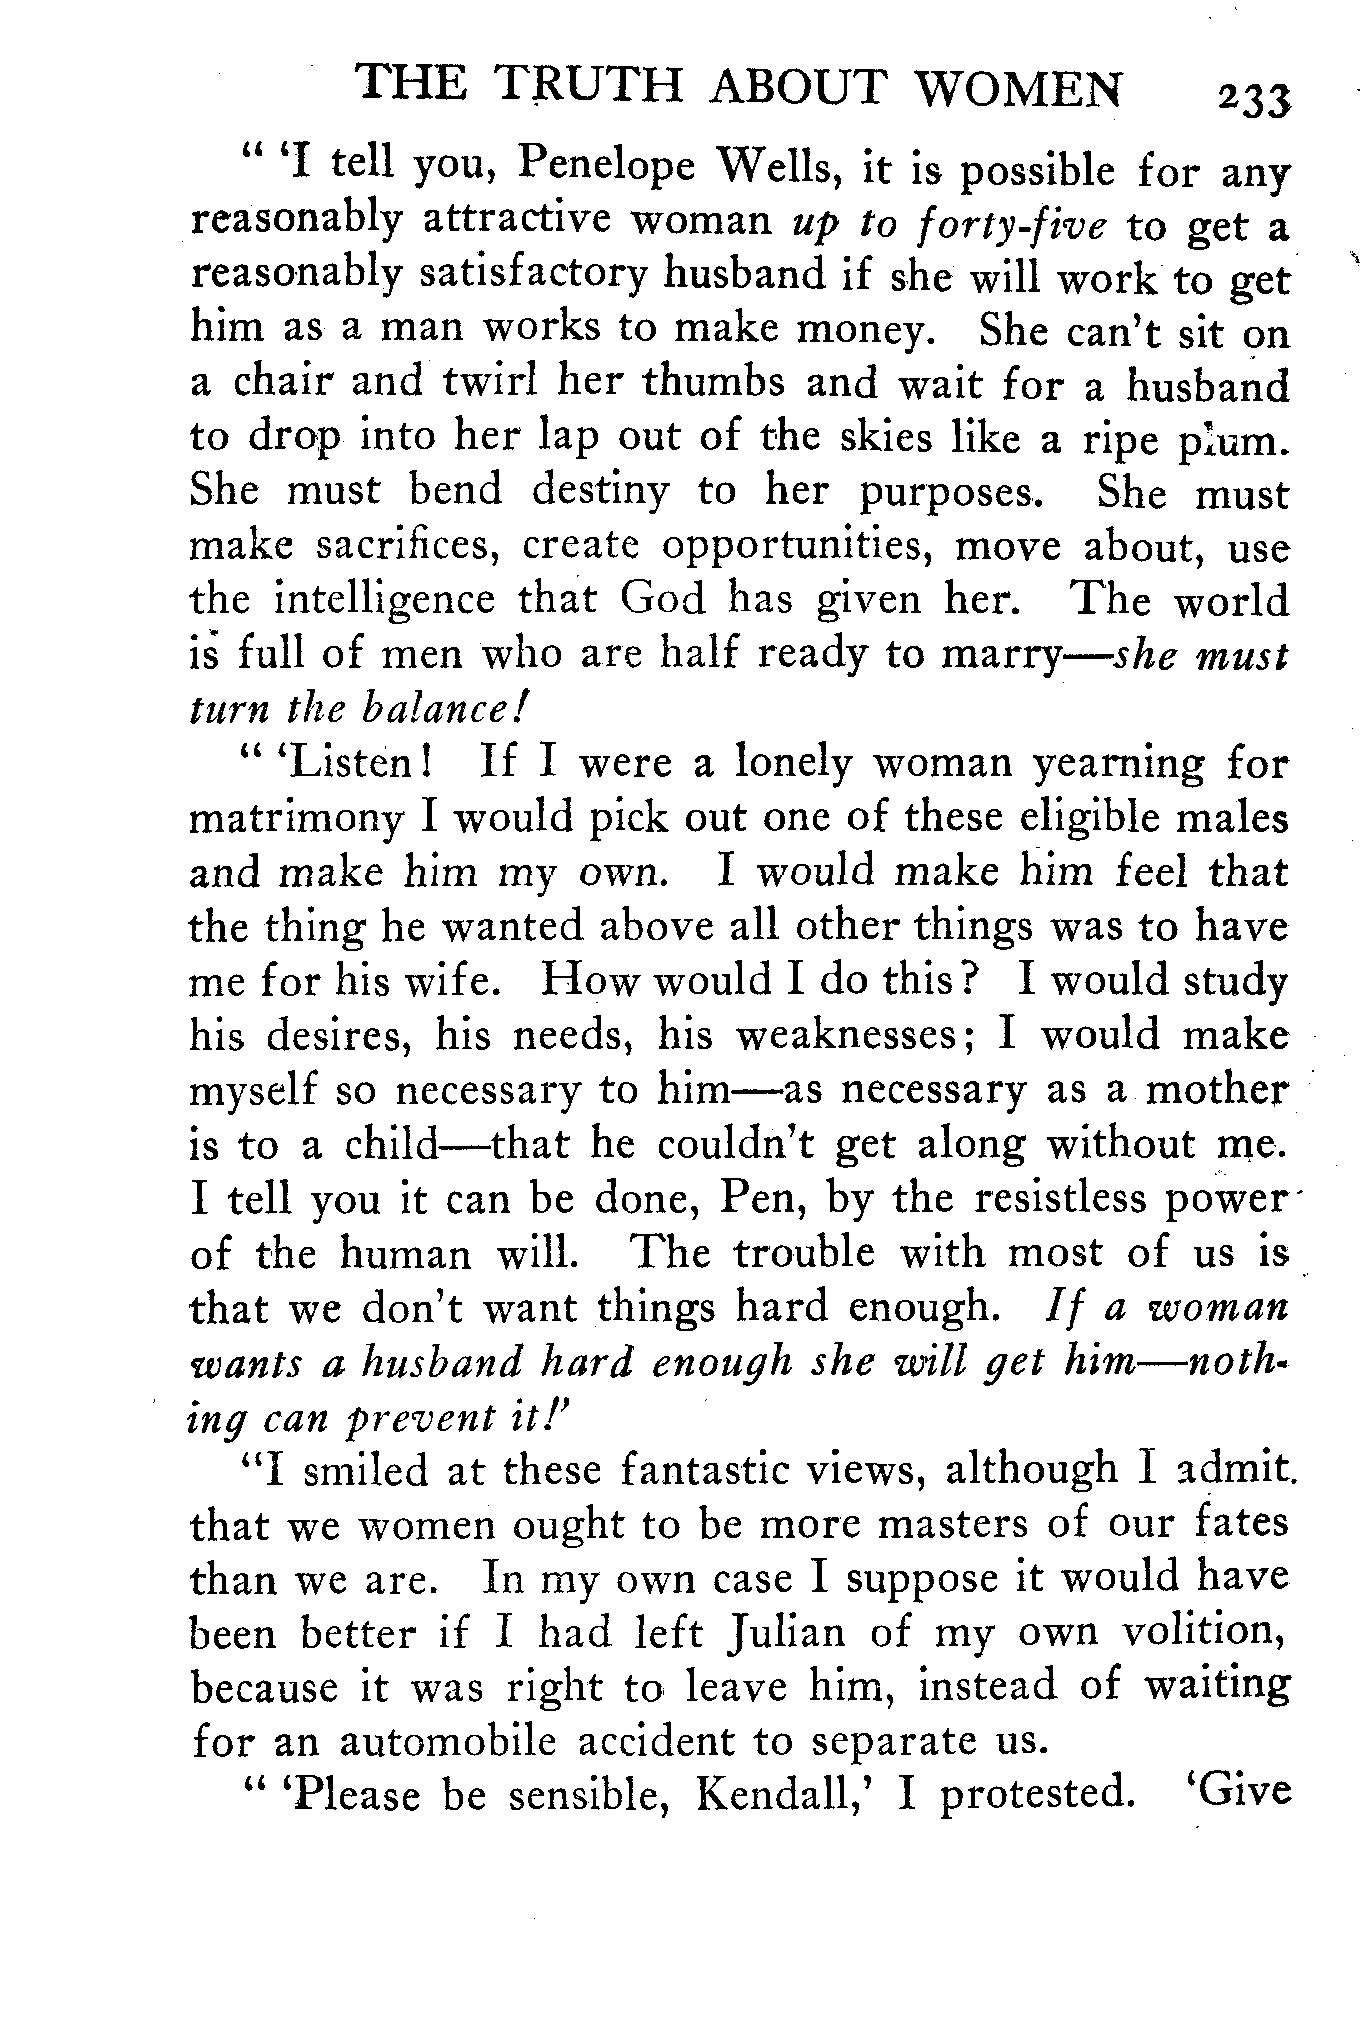 THE TRUTH ABOUT WOMEN 233
“ ‘I tell you, Penelope Wells, it is possible for any
reasonably attractive woman up to forty-five to get a
reasonably satisfactory husband if she will work to get
him as a man works to make money. She can’t sit on
a chair and twirl her thumbs and wait for a husband
to drop into her lap out of the skies like a ripe plum.
She must bend destiny to her purposes. She must
make sacrifices, create opportunities, move about, use
the intelligence that God has given her. The world
is full of men who are half ready to marry—she must
turn the balance!
“ ‘Listen! If I were a lonely woman yearning for
matrimony I would pick out one of these eligible males
and make him my own. I would make him feel that
the thing he wanted above all other things was to have
me for his wife. How would I do this? I would study
his desires, his needs, his weaknesses; I would make
myself so necessary to him—as necessary as a mother
is to a child—that he couldn’t get along without me.
I tell you it can be done, Pen, by the resistless power
of the human will. The trouble with most of us is
that we don’t want things hard enough. If a woman
wants a husband hard enough she will get him—noth-
ing can prevent it!’
“I smiled at these fantastic views, although I admit
that we women ought to be more masters of our fates
than we are. In my own case I suppose it would have
been better if I had left Julian of my own volition,
because it was right to leave him, instead of waiting
for an automobile accident to separate us.
“ ‘Please be sensible, Kendall,’ I protested. ‘Give